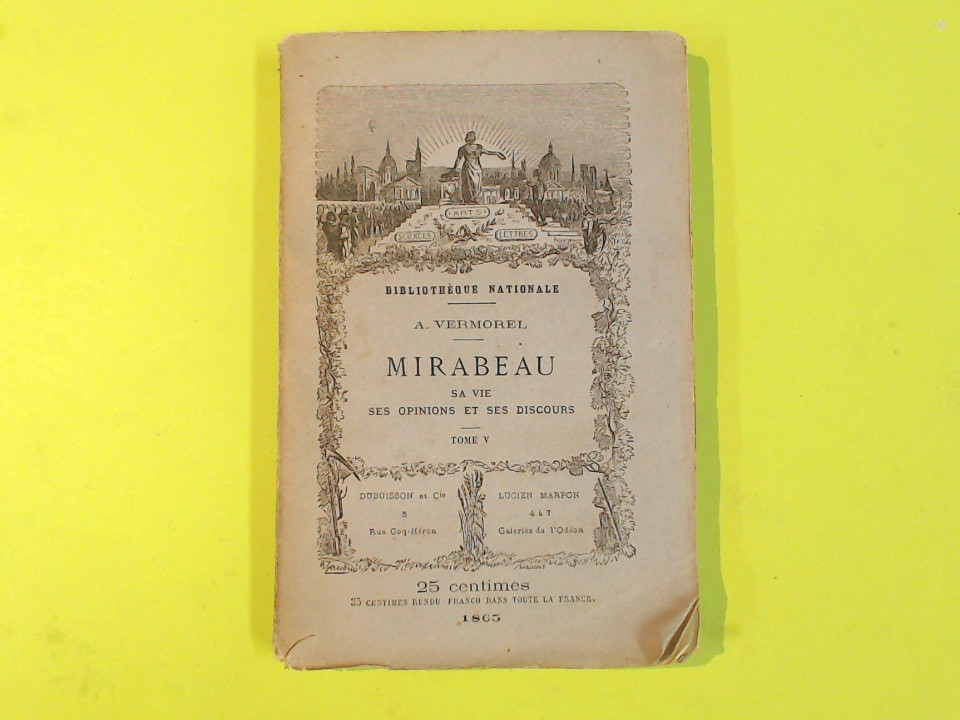 ARTS
SCIENCES
LETTRES
BIBLIOTHÈQUE NATIONALE
A. VERMOREL
MIRABEAU
SA VIE
SES OPINIONS ET SES DISCOURS
TOME V
DUBUISSON et Cie
5
Rue Coq-Héron
LUCIEN MARPON
4 à 7
Galeries de l'Odéon
25 centimes
35 CENTIMES RENDU FRANCO DANS TOUTE LA FRANCE.
1865